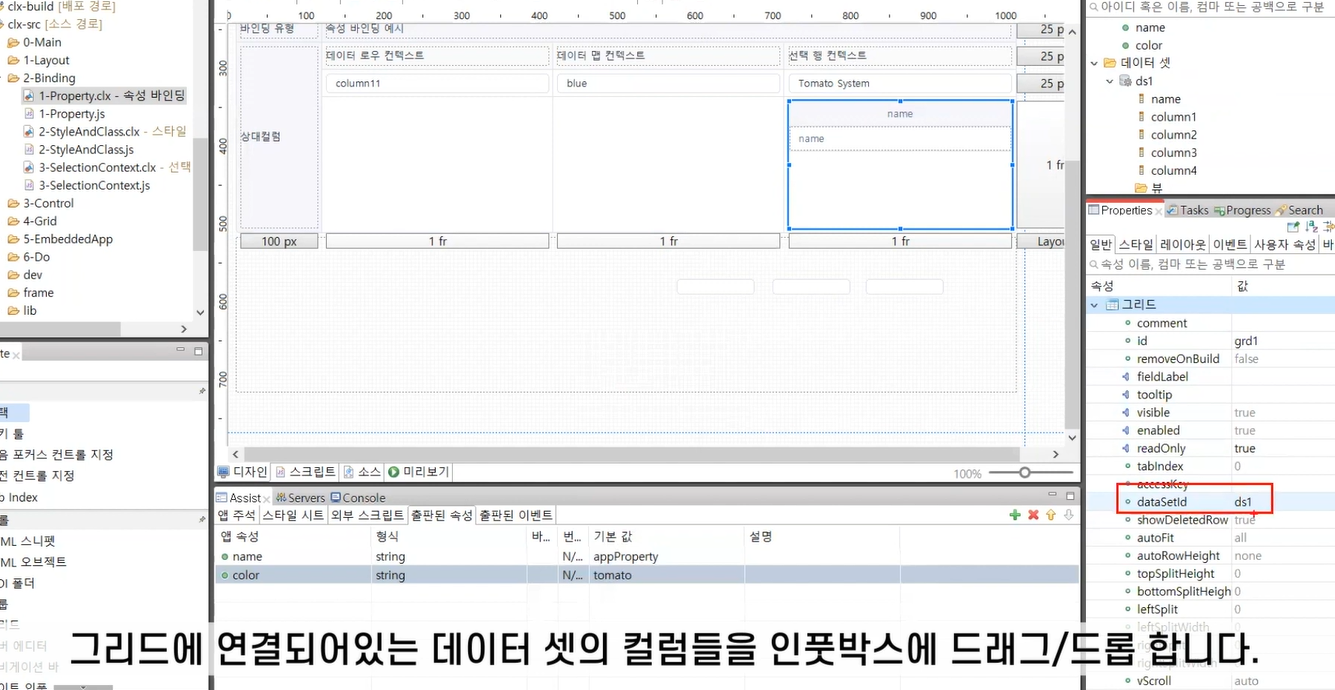 clx-build [배포 경로]
clx-src [소스 경로]
0-Main
1-Layout
2-Binding
1-Property.clx - 속성 바인딩
1-Property.js
2-StyleAndClass.clx - 스타일
2-StyleAndClass.js
3-SelectionContext.clx - 선택
3-SelectionContext.js
3-Control
4-Grid
5-EmbeddedApp
6-Do
dev
frame
lib
te
택
키 툴
음 포커스 컨트롤 지정
전 컨트롤 지정
b Index
롤
ML 스니펫
ML 오브젝트
DI 폴더
룹
리드
버 에디터
비게이션 바
0 100 200 300 400 500 600 700 800 900 1000
300
400
500
600
700
바인딩 유형 속성 바인딩 예시 25 p
데이터 로우 컨텍스트 데이터 맵 컨텍스트 선택 행 컨텍스트 25 p
column11 blue Tomato System 25 p
상대컬럼
name
name
1 fr
100 px 1 fr 1 fr 1 fr Layou
디자인 스크립트 소스 미리보기 100%
Assist Servers Console
앱 주석 스타일 시트 외부 스크립트 출판된 속성 출판된 이벤트
앱 속성 형식 바... 번... 기본 값 설명
name string N/... appProperty
color string N/... tomato
아이디 혹은 이름, 컴마 또는 공백으로 구분
name
color
데이터 셋
ds1
name
column1
column2
column3
column4
뷰
Properties Tasks Progress Search
일반 스타일 레이아웃 이벤트 사용자 속성 바
속성 이름, 컴마 또는 공백으로 구분
속성 값
그리드
comment
id grd1
removeOnBuild false
fieldLabel
tooltip
visible true
enabled true
readOnly true
tabIndex 0
accessKey
dataSetId ds1
showDeletedRow true
autoFit all
autoRowHeight none
topSplitHeight 0
bottomSplitHeigh 0
leftSplit 0
leftSplitWidth 0
vScroll auto
그리드에 연결되어있는 데이터 셋의 컬럼들을 인풋박스에 드래그/드롭 합니다.